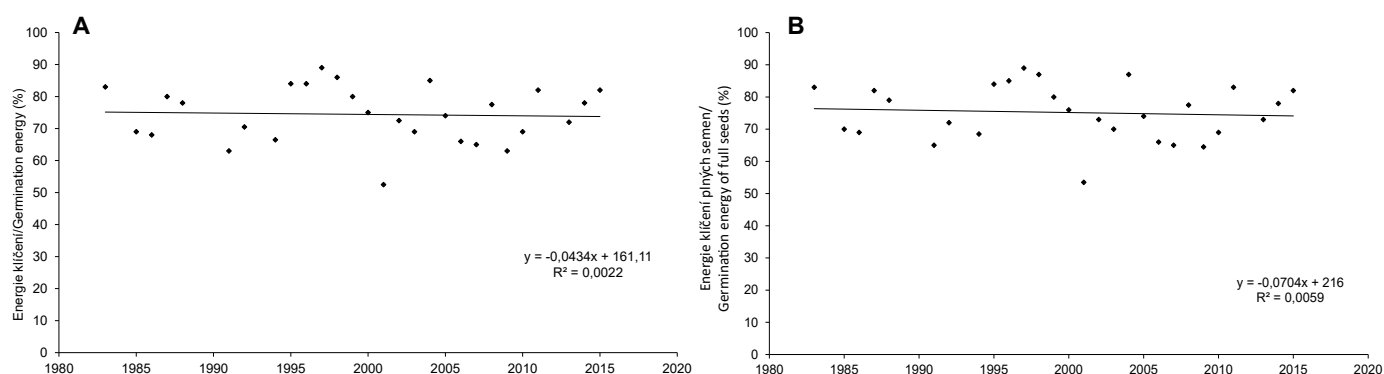 A
Energie klíčení/Germination energy (%)
100
90
80
70
60
50
40
30
20
10
0
1980 1985 1990 1995 2000 2005 2010 2015 2020
y = -0,0434x + 161,11
R² = 0,0022
B
Energie klíčení plných semen/
Germination energy of full seeds (%)
100
90
80
70
60
50
40
30
20
10
0
1980 1985 1990 1995 2000 2005 2010 2015 2020
y = -0,0704x + 216
R² = 0,0059